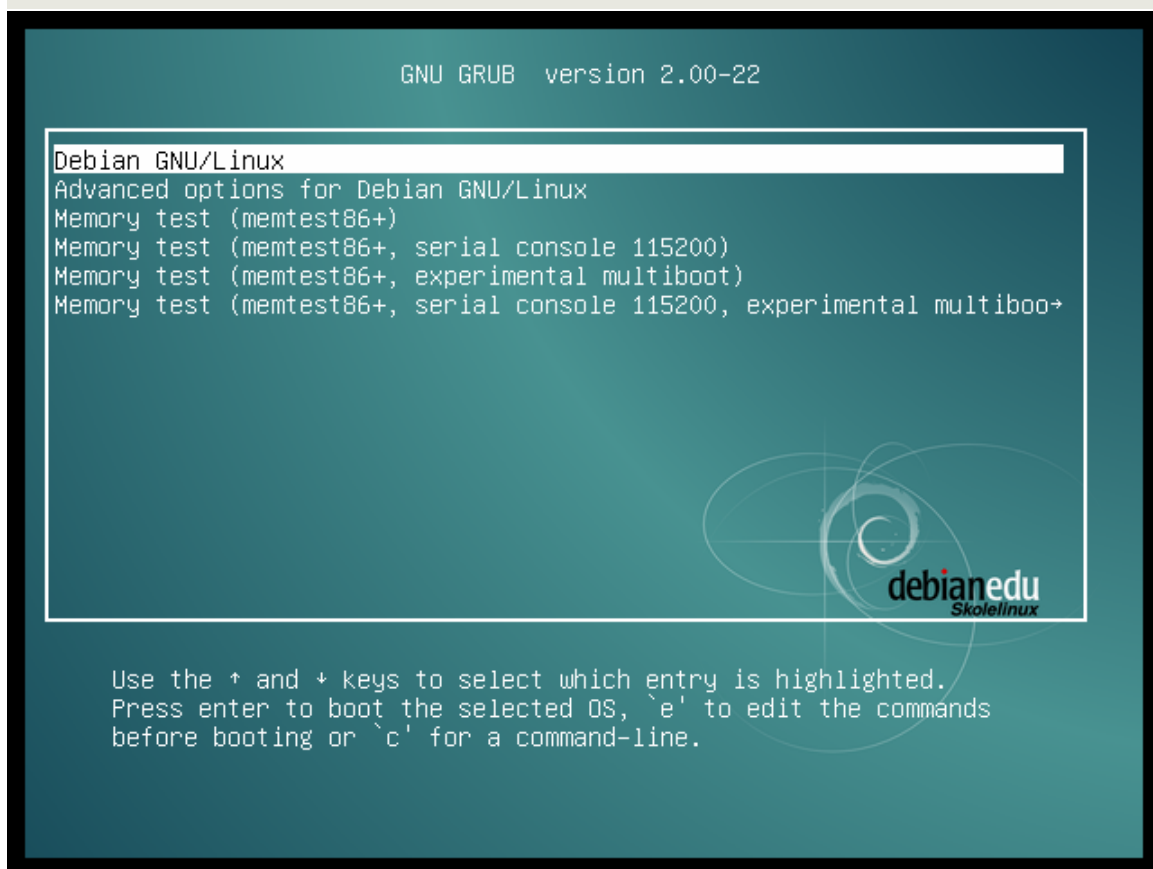 GNU GRUB version 2.00-22
Debian GNU/Linux
Advanced options for Debian GNU/Linux
Memory test (memtest86+)
Memory test (memtest86+, serial console 115200)
Memory test (memtest86+, experimental multiboot)
Memory test (memtest86+, serial console 115200, experimental multiboo→
debianedu
Skolelinux
Use the ↑ and ↓ keys to select which entry is highlighted.
Press enter to boot the selected OS, `e' to edit the commands
before booting or `c' for a command-line.